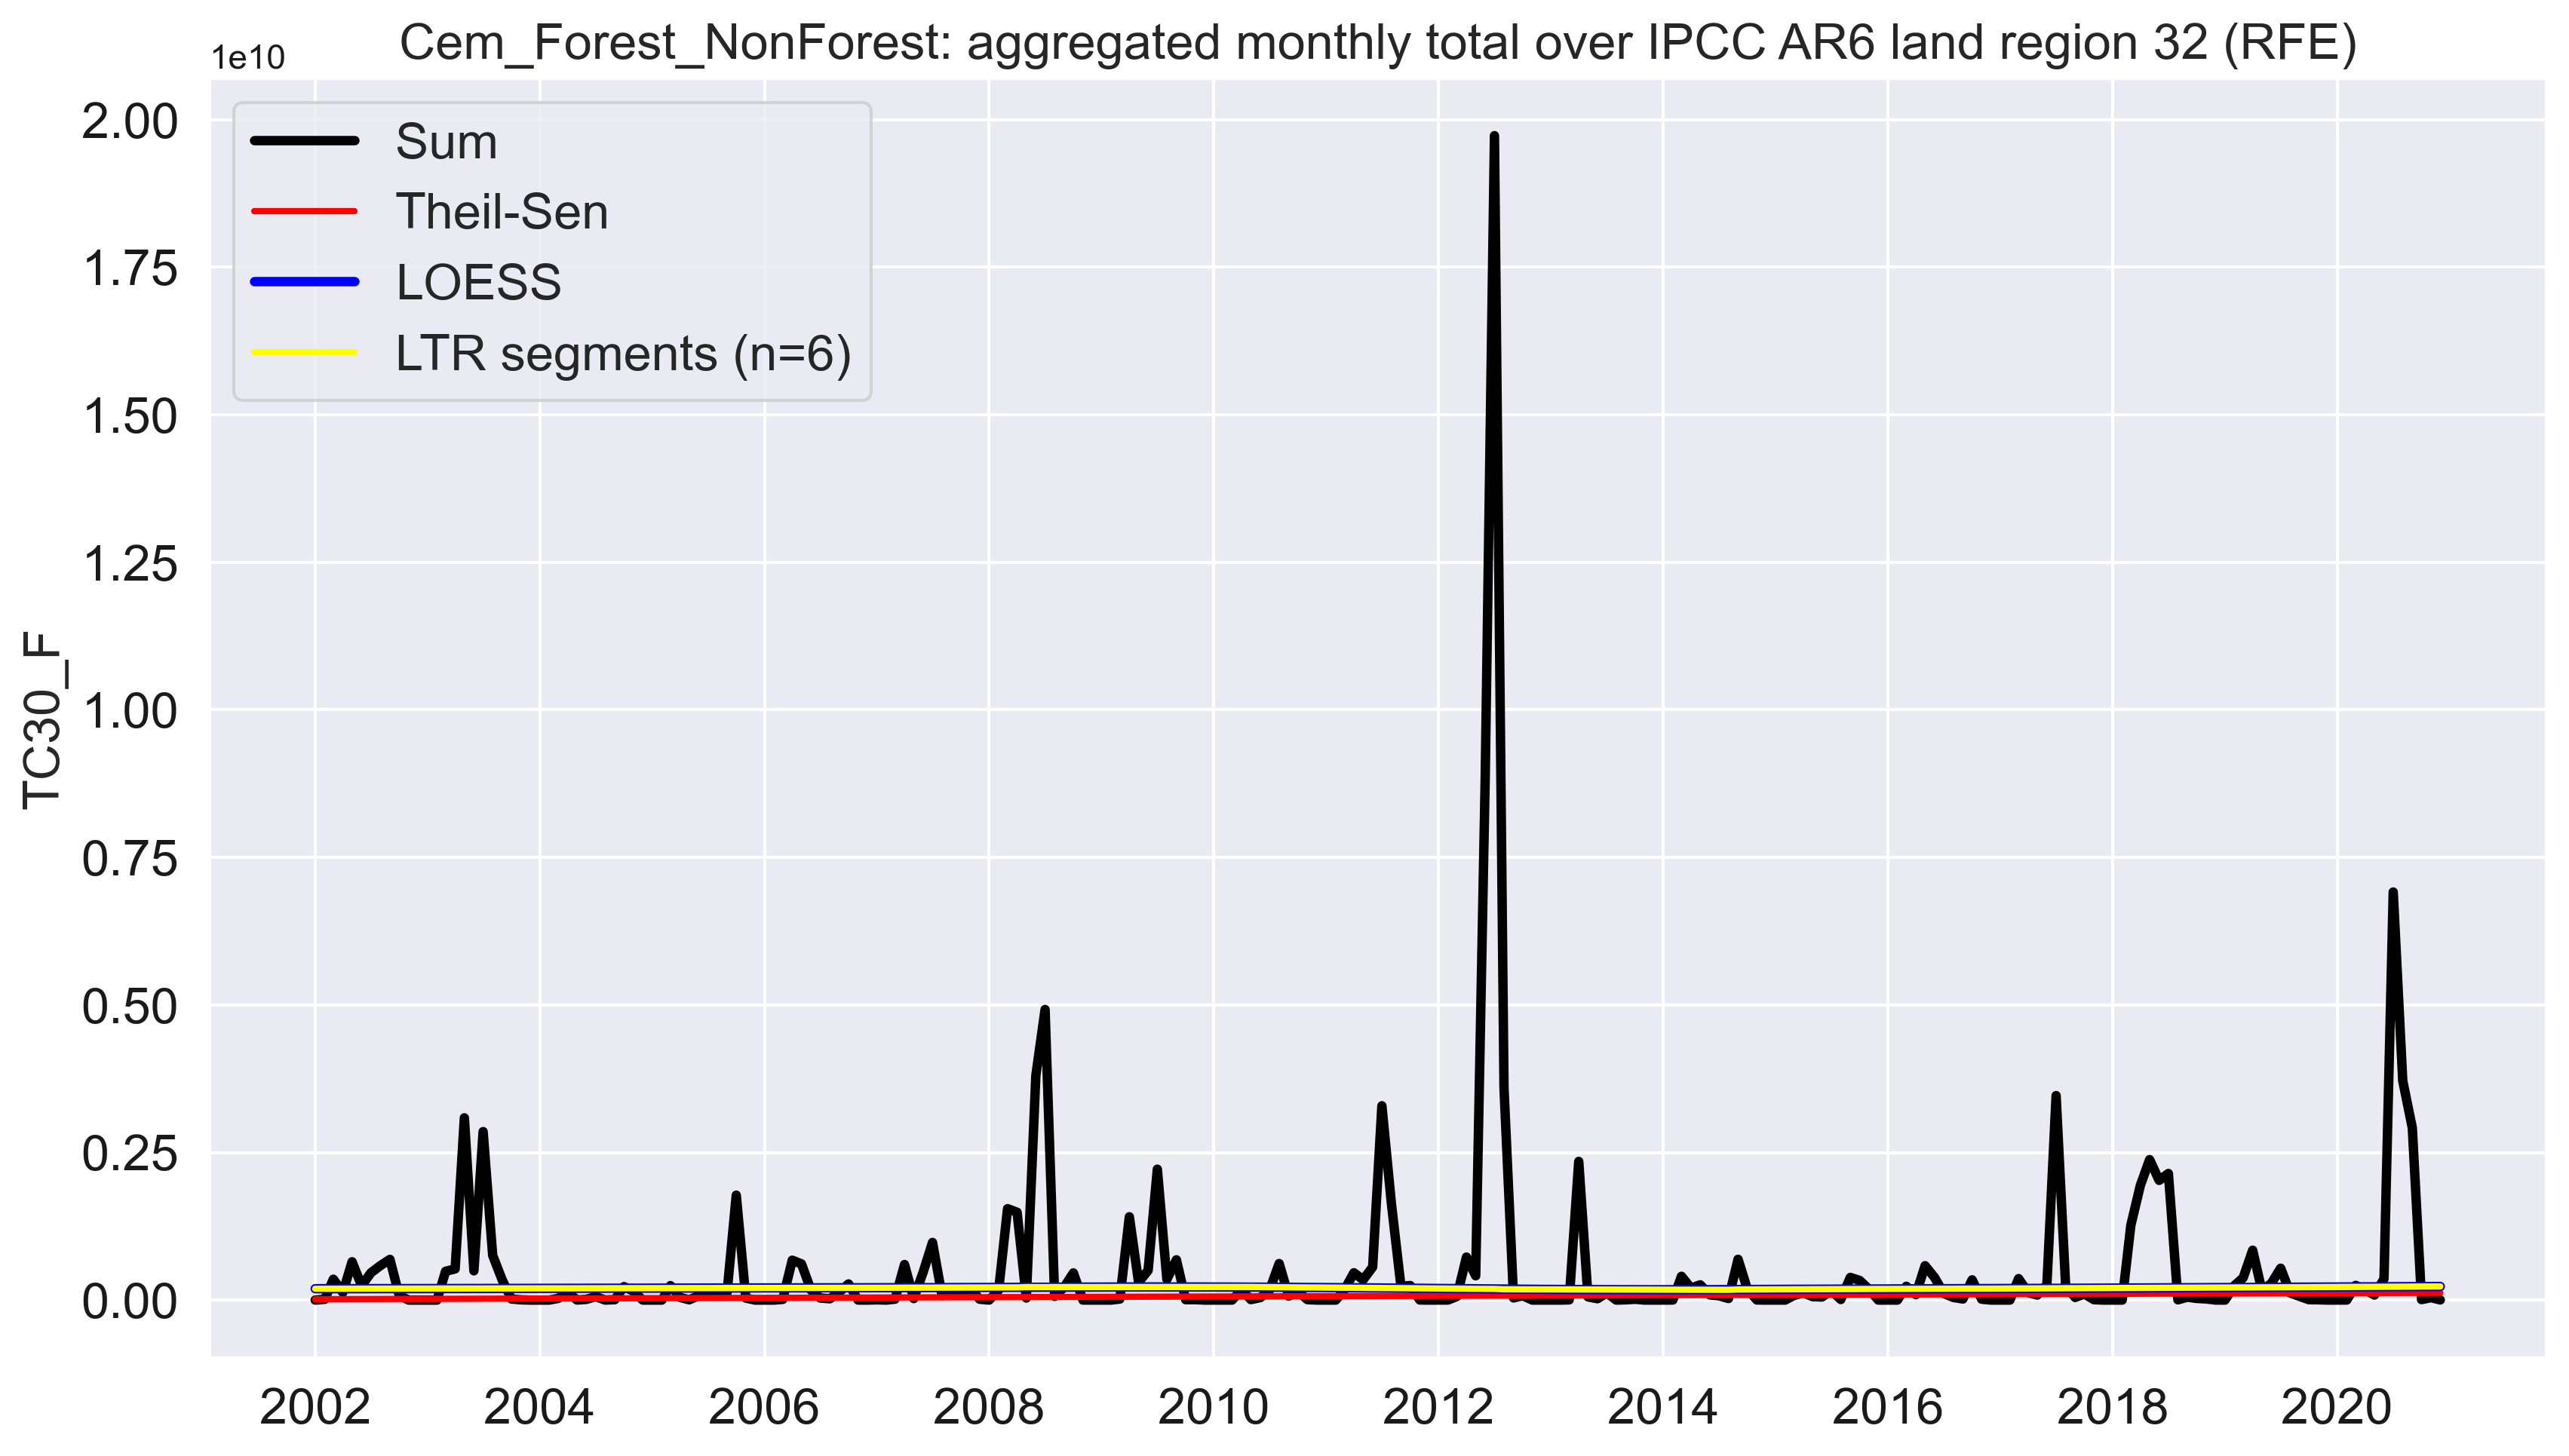 Cem_Forest_NonForest: aggregated monthly total over IPCC AR6 land region 32 (RFE)
1e10
2.00
1.75
1.50
1.25
1.00
0.75
0.50
0.25
0.00
TC30_F
Sum
Theil-Sen
LOESS
LTR segments (n=6)
2002 2004 2006 2008 2010 2012 2014 2016 2018 2020